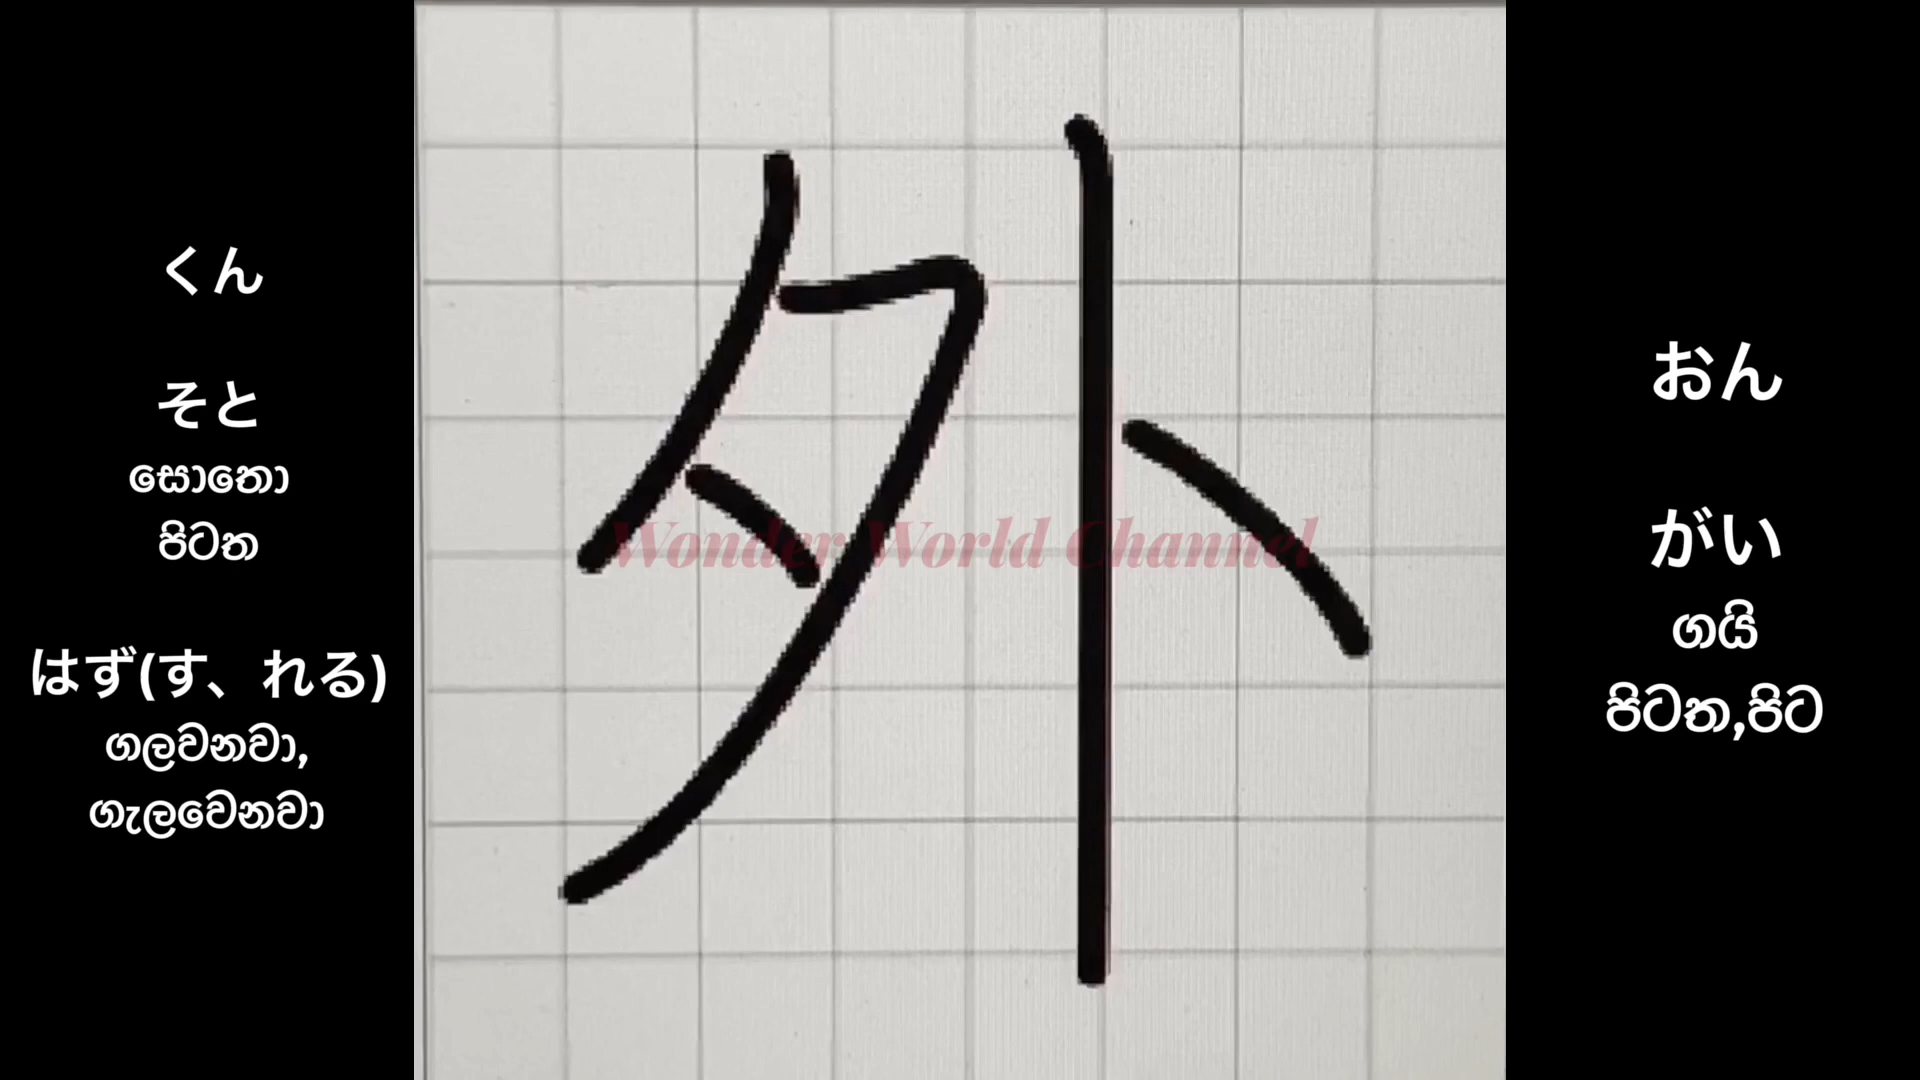 くん
そと
සොතො
පිටත
はず(す、れる)
ගලවනවා,
ගැලවෙනවා
外
Wonder World Channel
おん
がい
ගයි
පිටත,පිට